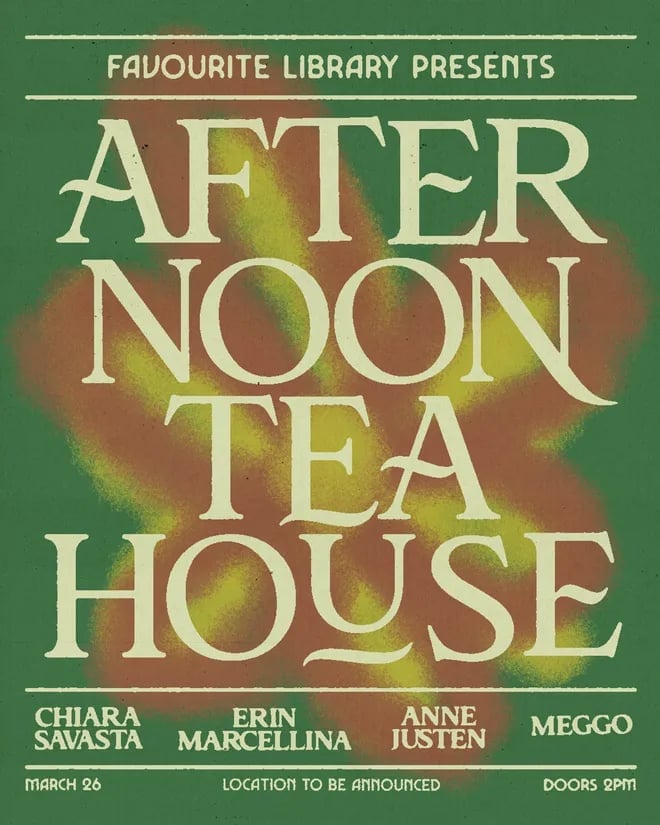 FAVOURITE LIBRARY PRESENTS
AFTER
NOON
TEA
HOUSE
CHIARA
SAVASTA
ERIN
MARCELLINA
ANNE
JUSTEN
MEGGO
MARCH 26
LOCATION TO BE ANNOUNCED
DOORS 2PM